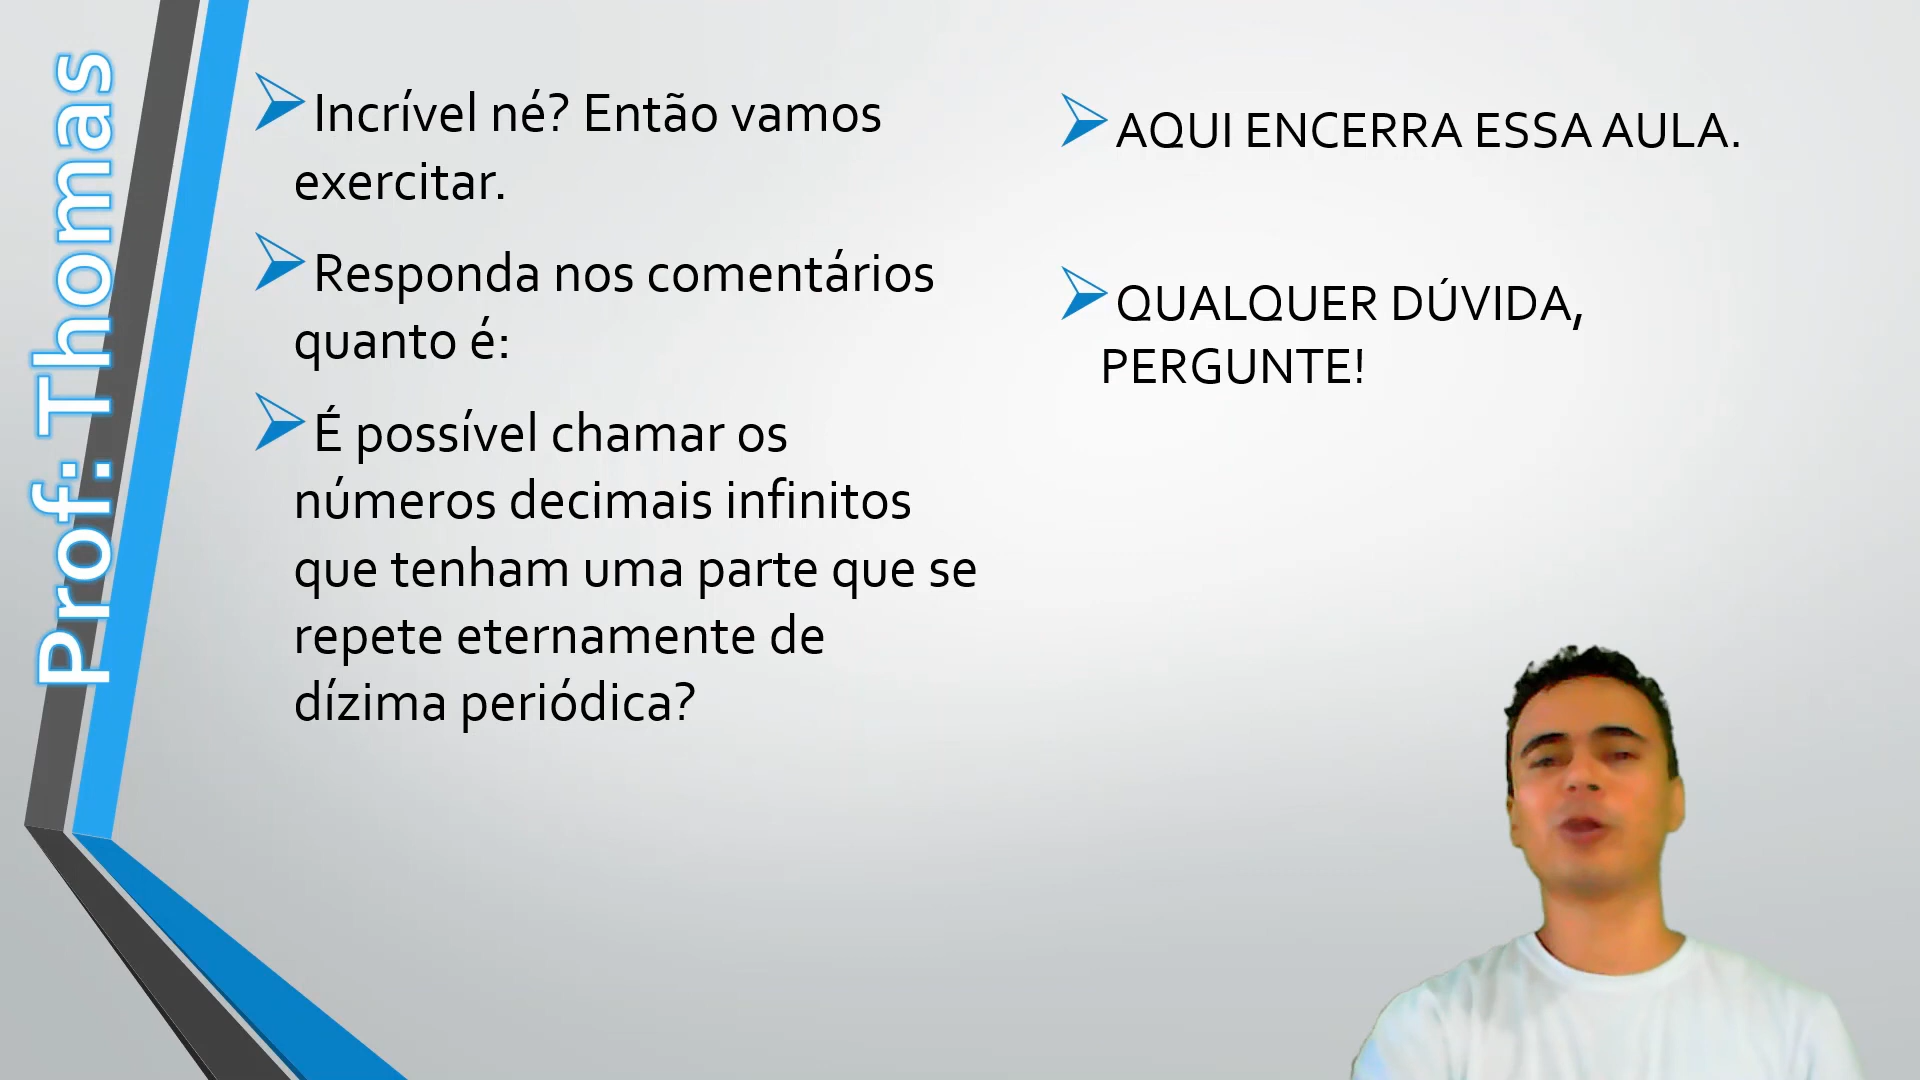 Prof. Thomas
Incrível né? Então vamos
exercitar.
Responda nos comentários
quanto é:
É possível chamar os
números decimais infinitos
que tenham uma parte que se
repete eternamente de
dízima periódica?
AQUI ENCERRA ESSA AULA.
QUALQUER DÚVIDA,
PERGUNTE!